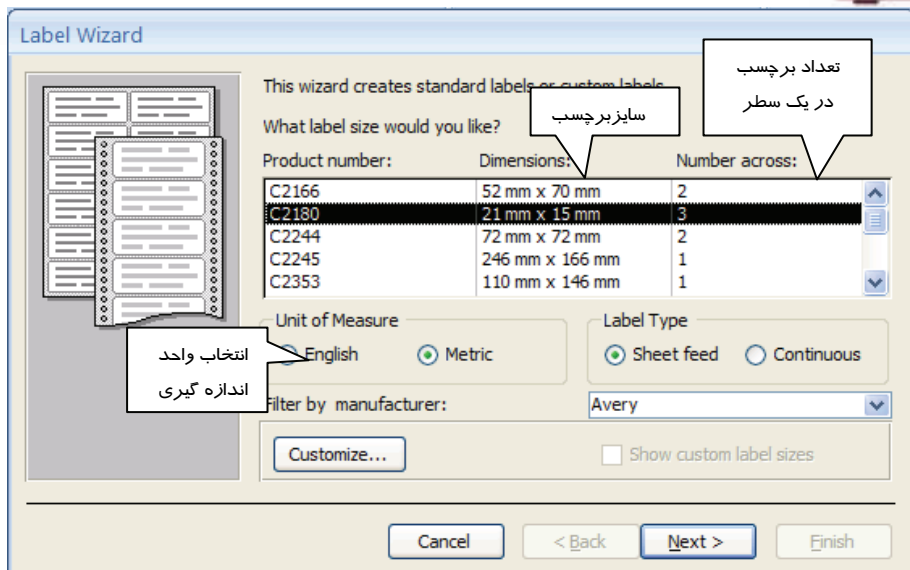 Label Wizard
تعداد برچسب
در یک سطر
This wizard creates standard labels or custom labels.
سایزبرچسب
What label size would you like?
Product number: Dimensions: Number across:
C2166 52 mm x 70 mm 2
C2180 21 mm x 15 mm 3
C2244 72 mm x 72 mm 2
C2245 246 mm x 166 mm 1
C2353 110 mm x 146 mm 1
Unit of Measure Label Type
انتخاب واحد
اندازه گیری
English Metric Sheet feed Continuous
Filter by manufacturer: Avery
Customize... Show custom label sizes
Cancel < Back Next > Finish